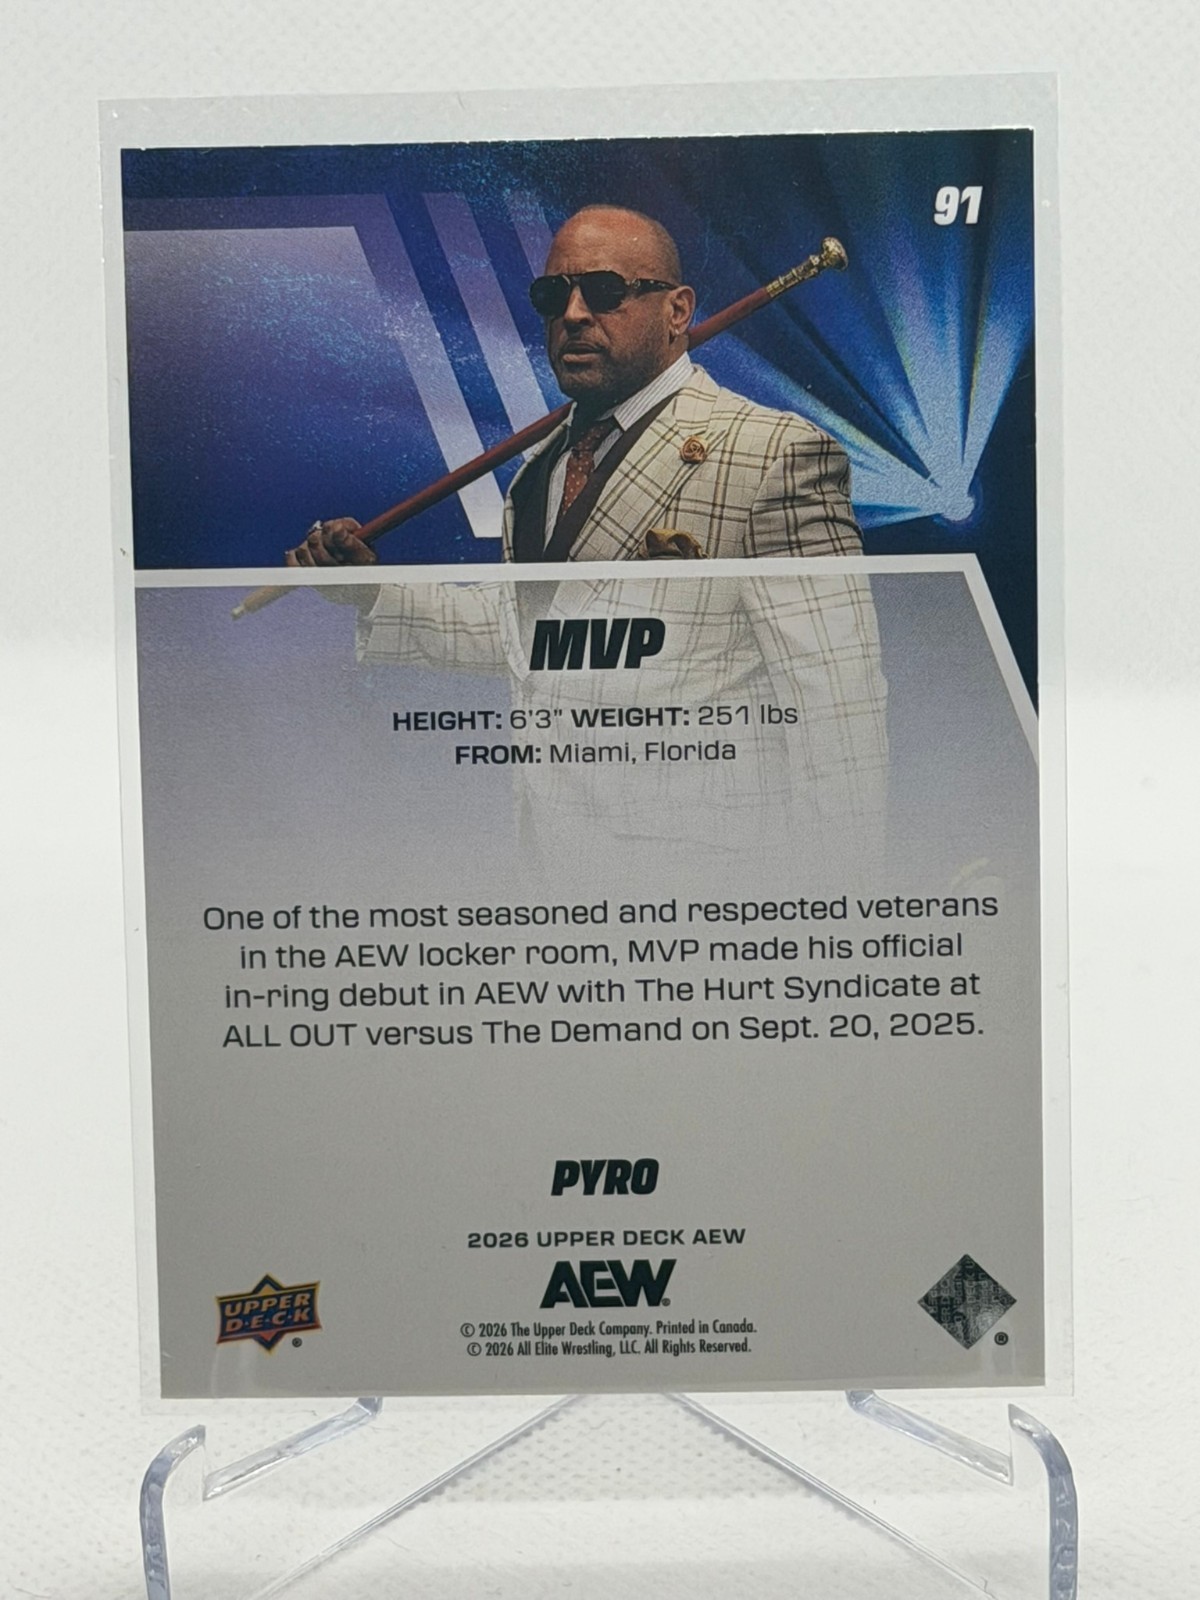 91
MVP
HEIGHT: 6'3" WEIGHT: 251 lbs
FROM: Miami, Florida
One of the most seasoned and respected veterans
in the AEW locker room, MVP made his official
in-ring debut in AEW with The Hurt Syndicate at
ALL OUT versus The Demand on Sept. 20, 2025.
PYRO
2026 UPPER DECK AEW
AEW®
UPPER
D•E•C•K®
© 2026 The Upper Deck Company. Printed in Canada.
© 2026 All Elite Wrestling, LLC. All Rights Reserved.
®